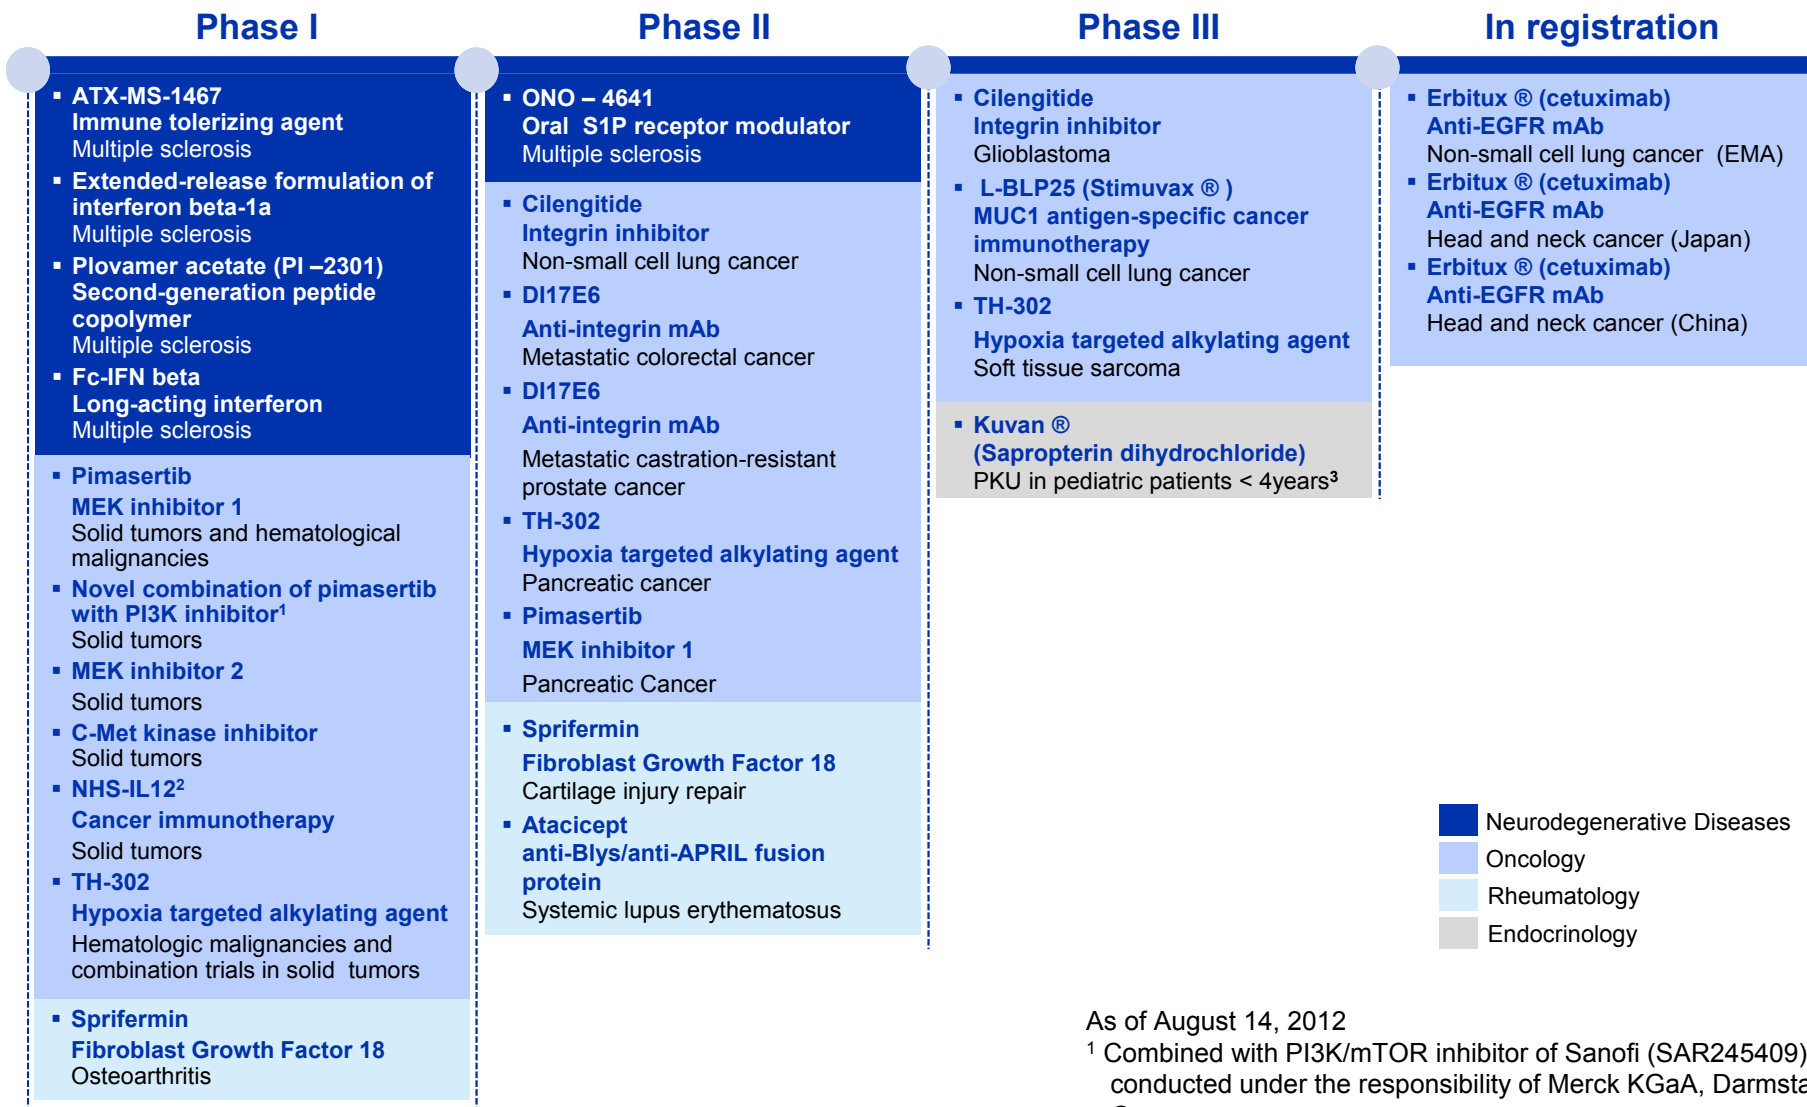 Phase I
Phase II
Phase III
In registration
▪ ATX-MS-1467
Immune tolerizing agent
Multiple sclerosis
▪ Extended-release formulation of
interferon beta-1a
Multiple sclerosis
▪ Plovamer acetate (PI –2301)
Second-generation peptide
copolymer
Multiple sclerosis
▪ Fc-IFN beta
Long-acting interferon
Multiple sclerosis
▪ Pimasertib
MEK inhibitor 1
Solid tumors and hematological
malignancies
▪ Novel combination of pimasertib
with PI3K inhibitor¹
Solid tumors
▪ MEK inhibitor 2
Solid tumors
▪ C-Met kinase inhibitor
Solid tumors
▪ NHS-IL12²
Cancer immunotherapy
Solid tumors
▪ TH-302
Hypoxia targeted alkylating agent
Hematologic malignancies and
combination trials in solid tumors
▪ Sprifermin
Fibroblast Growth Factor 18
Osteoarthritis
▪ ONO – 4641
Oral S1P receptor modulator
Multiple sclerosis
▪ Cilengitide
Integrin inhibitor
Non-small cell lung cancer
▪ DI17E6
Anti-integrin mAb
Metastatic colorectal cancer
▪ DI17E6
Anti-integrin mAb
Metastatic castration-resistant
prostate cancer
▪ TH-302
Hypoxia targeted alkylating agent
Pancreatic cancer
▪ Pimasertib
MEK inhibitor 1
Pancreatic Cancer
▪ Sprifermin
Fibroblast Growth Factor 18
Cartilage injury repair
▪ Atacicept
anti-Blys/anti-APRIL fusion
protein
Systemic lupus erythematosus
▪ Cilengitide
Integrin inhibitor
Glioblastoma
▪ L-BLP25 (Stimuvax ® )
MUC1 antigen-specific cancer
immunotherapy
Non-small cell lung cancer
▪ TH-302
Hypoxia targeted alkylating agent
Soft tissue sarcoma
▪ Kuvan ®
(Sapropterin dihydrochloride)
PKU in pediatric patients < 4years³
▪ Erbitux ® (cetuximab)
Anti-EGFR mAb
Non-small cell lung cancer (EMA)
▪ Erbitux ® (cetuximab)
Anti-EGFR mAb
Head and neck cancer (Japan)
▪ Erbitux ® (cetuximab)
Anti-EGFR mAb
Head and neck cancer (China)
Neurodegenerative Diseases
Oncology
Rheumatology
Endocrinology
As of August 14, 2012
¹ Combined with PI3K/mTOR inhibitor of Sanofi (SAR245409)
conducted under the responsibility of Merck KGaA,